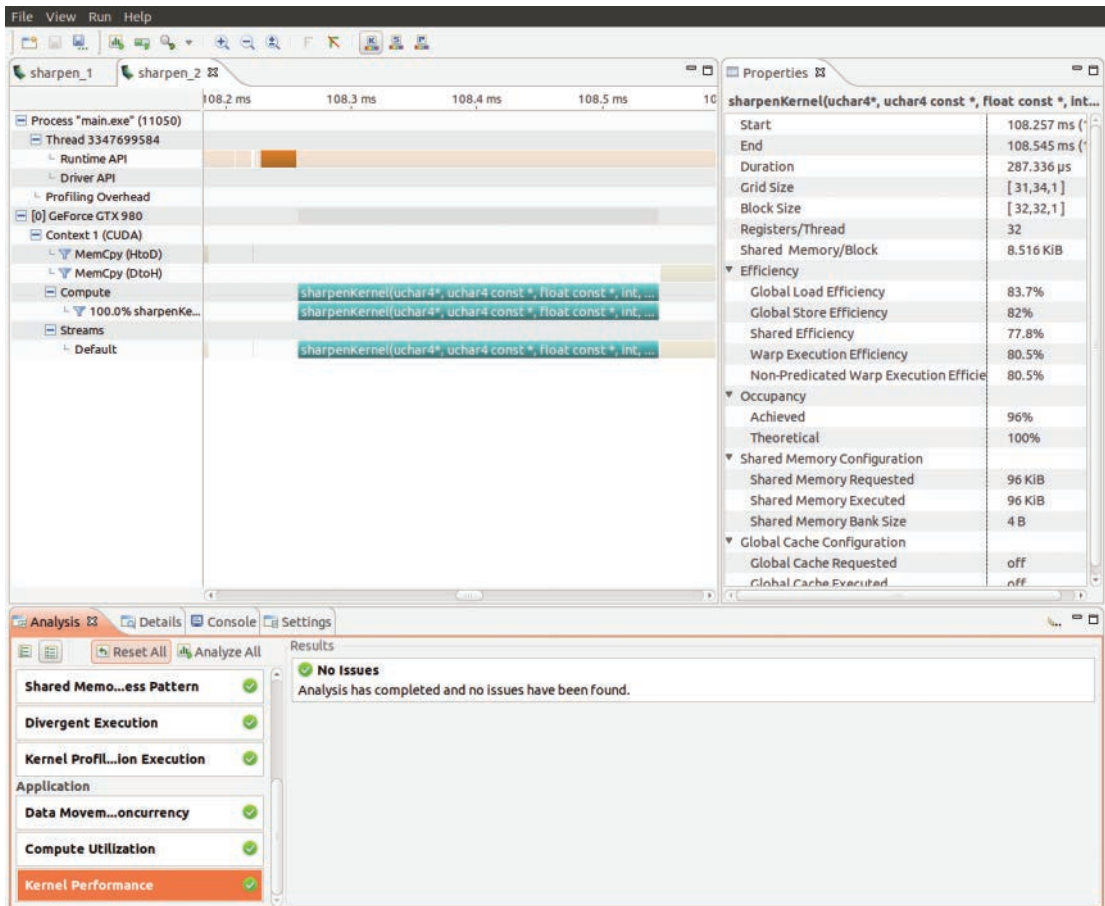 File View Run Help
sharpen_1
sharpen_2
108.2 ms 108.3 ms 108.4 ms 108.5 ms 10
Process "main.exe" (11050)
Thread 3347699584
Runtime API
Driver API
Profiling Overhead
[0] GeForce GTX 980
Context 1 (CUDA)
MemCpy (HtoD)
MemCpy (DtoH)
Compute
sharpenKernel(uchar4*, uchar4 const *, float const *, int, ...
100.0% sharpenKe...
sharpenKernel(uchar4*, uchar4 const *, float const *, int, ...
Streams
Default
sharpenKernel(uchar4*, uchar4 const *, float const *, int, ...
Properties
sharpenKernel(uchar4*, uchar4 const *, float const *, int...
Start 108.257 ms (
End 108.545 ms (
Duration 287.336 µs
Grid Size [ 31,34,1 ]
Block Size [ 32,32,1 ]
Registers/Thread 32
Shared Memory/Block 8.516 KiB
Efficiency
Global Load Efficiency 83.7%
Global Store Efficiency 82%
Shared Efficiency 77.8%
Warp Execution Efficiency 80.5%
Non-Predicated Warp Execution Efficie 80.5%
Occupancy
Achieved 96%
Theoretical 100%
Shared Memory Configuration
Shared Memory Requested 96 KiB
Shared Memory Executed 96 KiB
Shared Memory Bank Size 4 B
Global Cache Configuration
Global Cache Requested off
Global Cache Executed off
Analysis
Details
Console
Settings
Reset All
Analyze All
Shared Memo...ess Pattern
Divergent Execution
Kernel Profil...ion Execution
Application
Data Movem...oncurrency
Compute Utilization
Kernel Performance
Results
No Issues
Analysis has completed and no issues have been found.